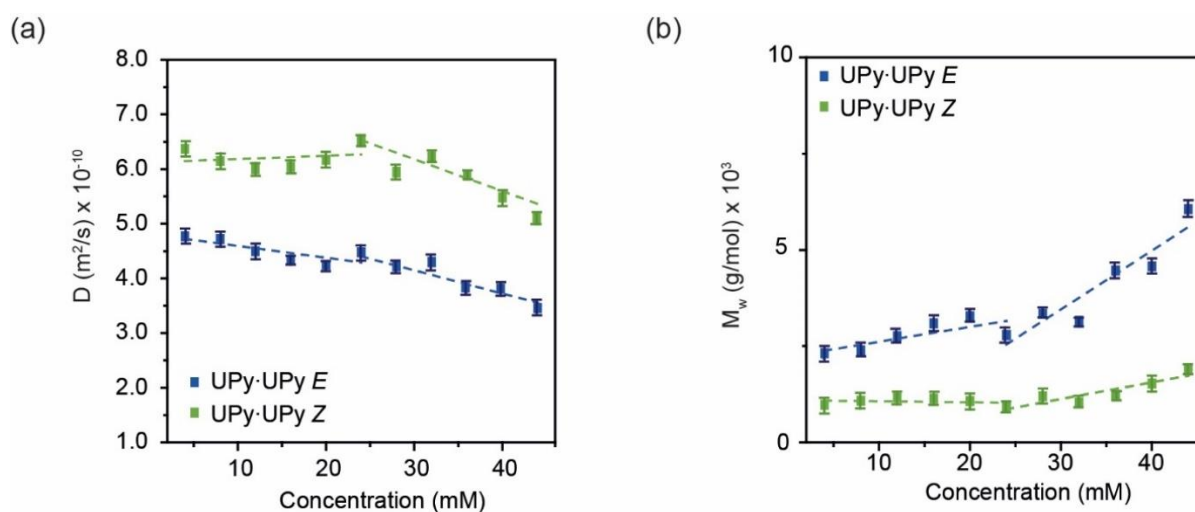 (a)
8.0
7.0
6.0
5.0
4.0
3.0
2.0
1.0
D (m²/s) x 10⁻¹⁰
UPy·UPy E
UPy·UPy Z
10 20 30 40
Concentration (mM)
(b)
10
5
0
M_w (g/mol) x 10³
UPy·UPy E
UPy·UPy Z
10 20 30 40
Concentration (mM)